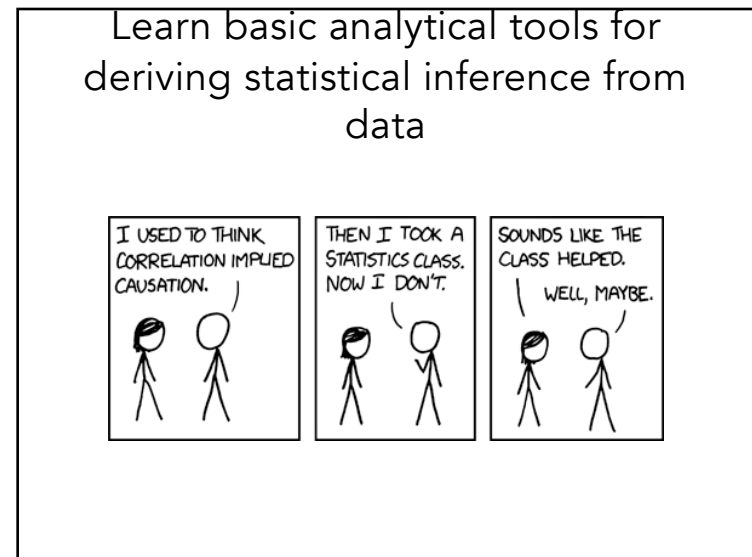 Learn basic analytical tools for
deriving statistical inference from
data
I USED TO THINK
CORRELATION IMPLIED
CAUSATION.
THEN I TOOK A
STATISTICS CLASS.
NOW I DON'T.
SOUNDS LIKE THE
CLASS HELPED.
WELL, MAYBE.